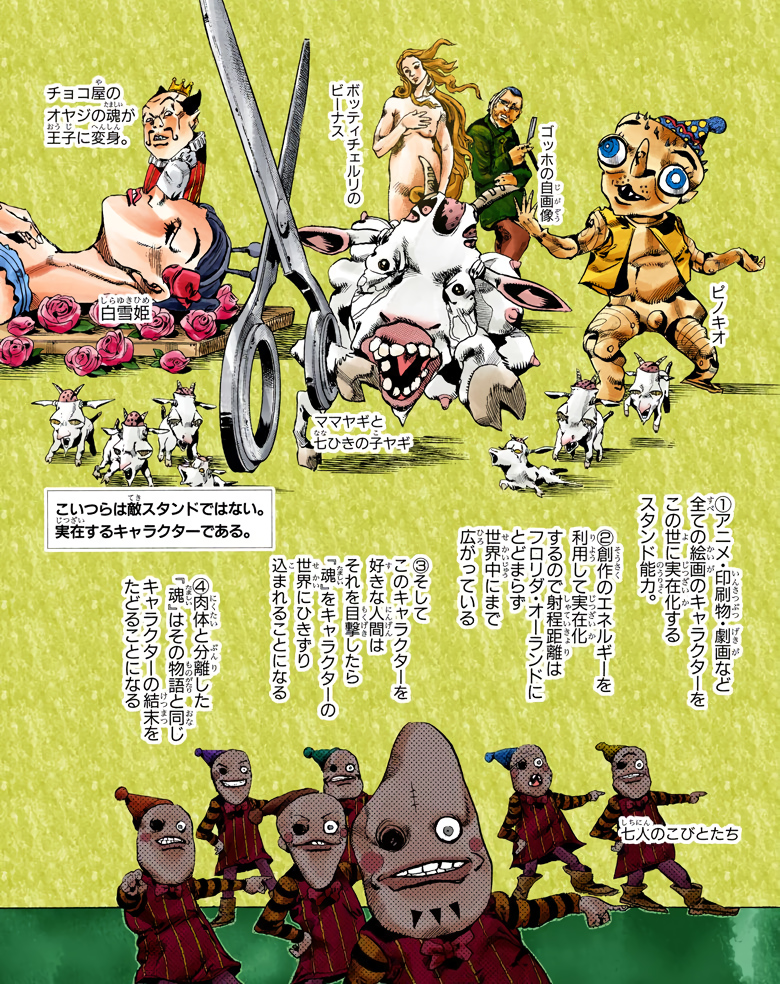 チョコ屋の
オヤジの魂が
王子に変身。
ボッティチェルリの
ビーナス
ゴッホの自画像
ピノキオ
白雪姫
ママヤギと
七ひきの子ヤギ
こいつらは敵スタンドではない。
実在するキャラクターである。
①アニメ・印刷物・劇画など
全ての絵画のキャラクターを
この世に実在化する
スタンド能力。
②創作のエネルギーを
利用して実在化
するので射程距離は
フロリダ・オーランドに
とどまらず
世界中にまで
広がっている
③そして
このキャラクターを
好きな人間は
それを目撃したら
『魂』をキャラクターの
世界にひきずり
込まれることになる
④肉体と分離した
『魂』はその物語と同じ
キャラクターの結末を
たどることになる
七人のこびとたち